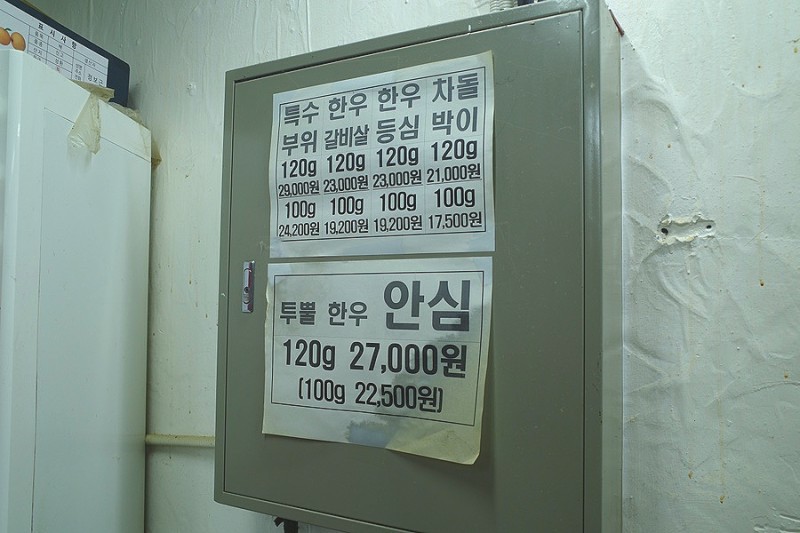 표시사항
특수 한우 한우 차돌
부위 갈비살 등심 박이
120g 120g 120g 120g
29,000원 23,000원 23,000원 21,000원
100g 100g 100g 100g
24,200원 19,200원 19,200원 17,500원
투뿔 한우 안심
120g 27,000원
(100g 22,500원)